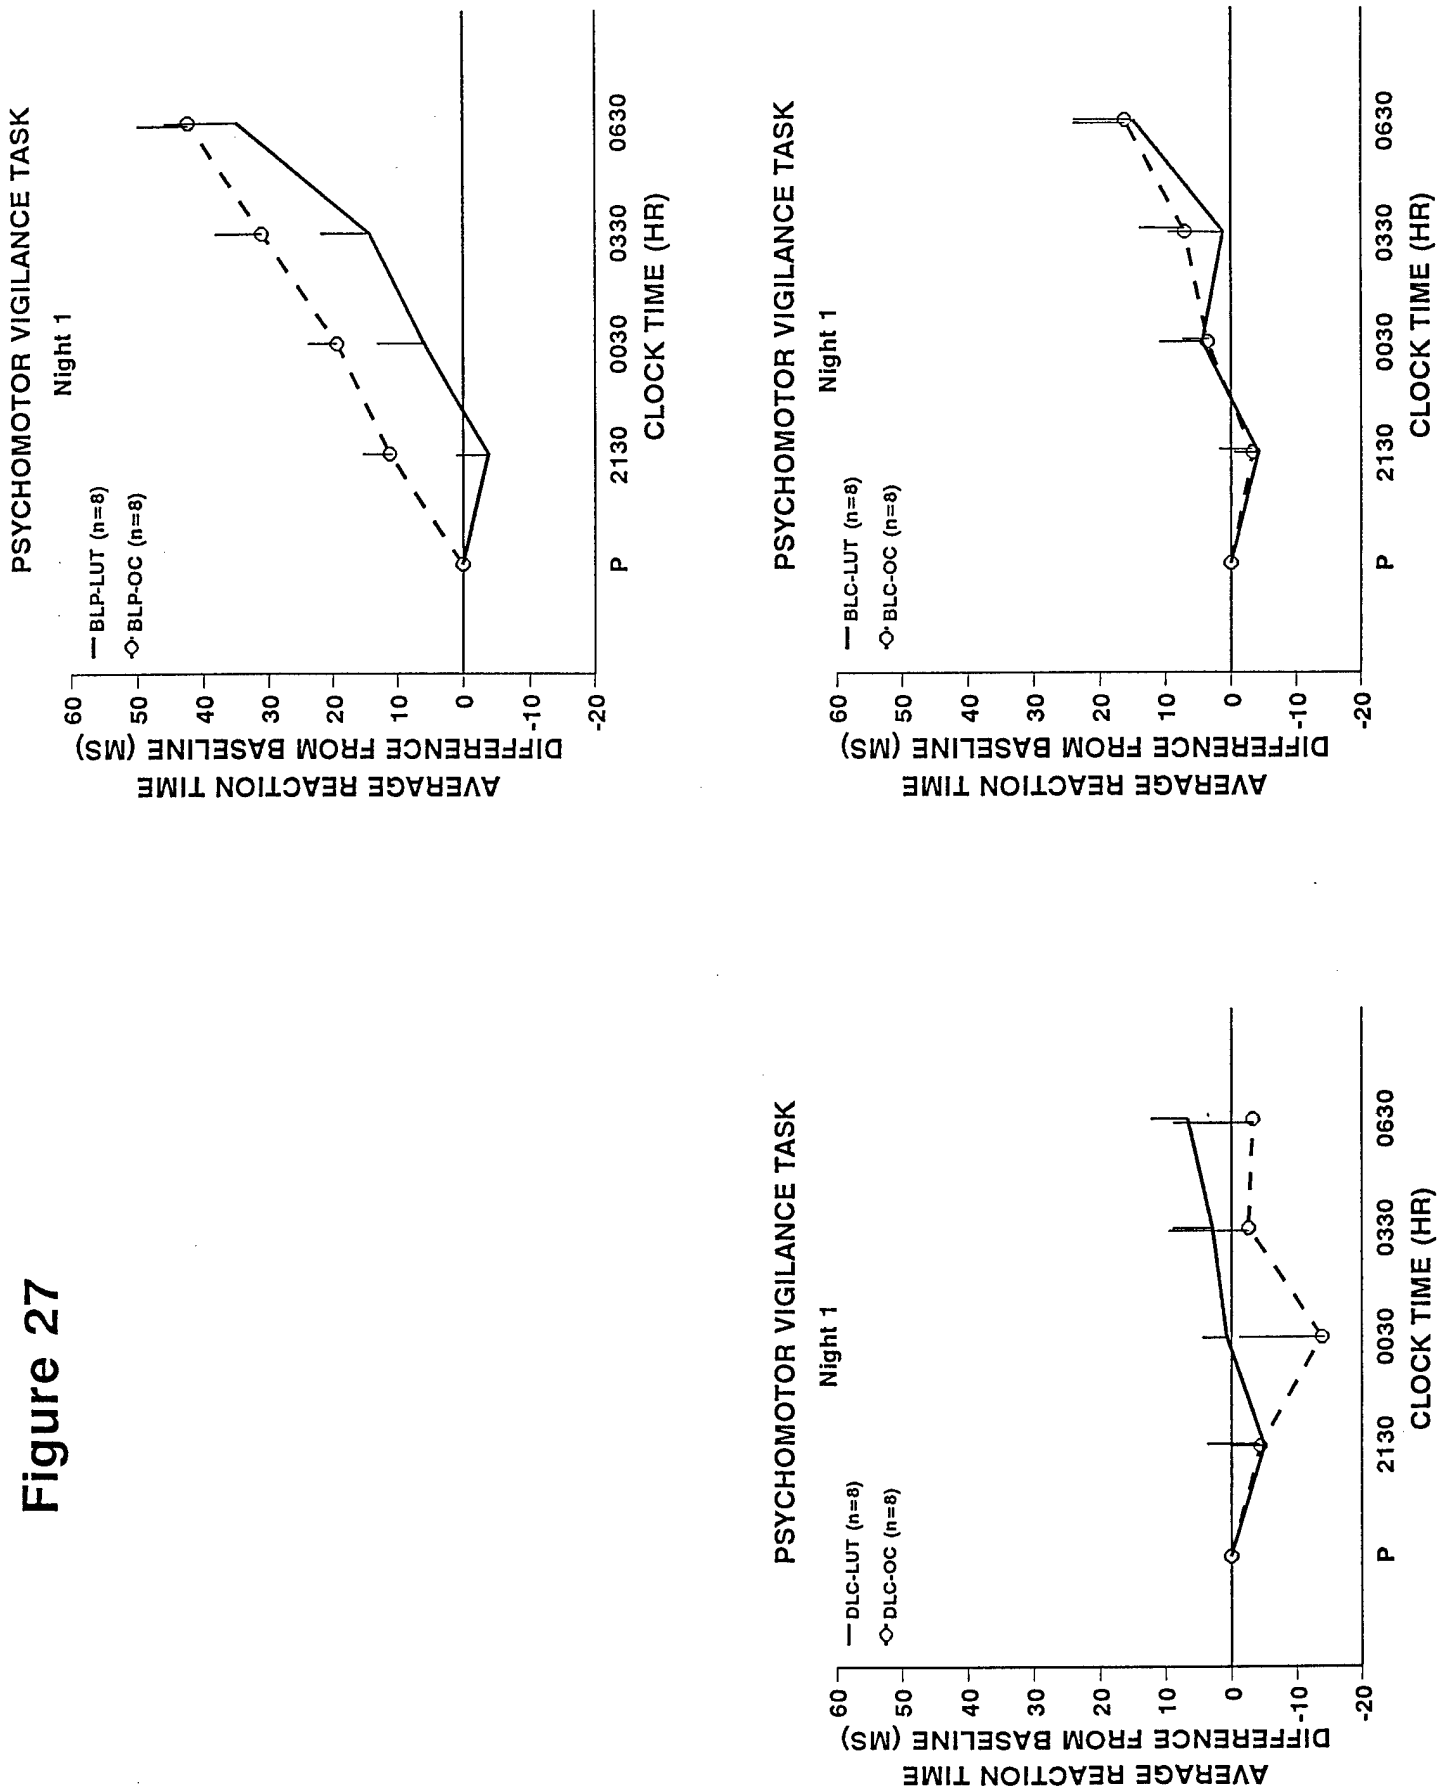 Figure 27
PSYCHOMOTOR VIGILANCE TASK
Night 1
BLP-LUT (n=8)
BLP-OC (n=8)
AVERAGE REACTION TIME
DIFFERENCE FROM BASELINE (MS)
60
50
40
30
20
10
0
-10
-20
P 2130 0030 0330 0630
CLOCK TIME (HR)
PSYCHOMOTOR VIGILANCE TASK
Night 1
DLC-LUT (n=8)
DLC-OC (n=8)
AVERAGE REACTION TIME
DIFFERENCE FROM BASELINE (MS)
60
50
40
30
20
10
0
-10
-20
P 2130 0030 0330 0630
CLOCK TIME (HR)
PSYCHOMOTOR VIGILANCE TASK
Night 1
BLC-LUT (n=8)
BLC-OC (n=8)
AVERAGE REACTION TIME
DIFFERENCE FROM BASELINE (MS)
60
50
40
30
20
10
0
-10
-20
P 2130 0030 0330 0630
CLOCK TIME (HR)